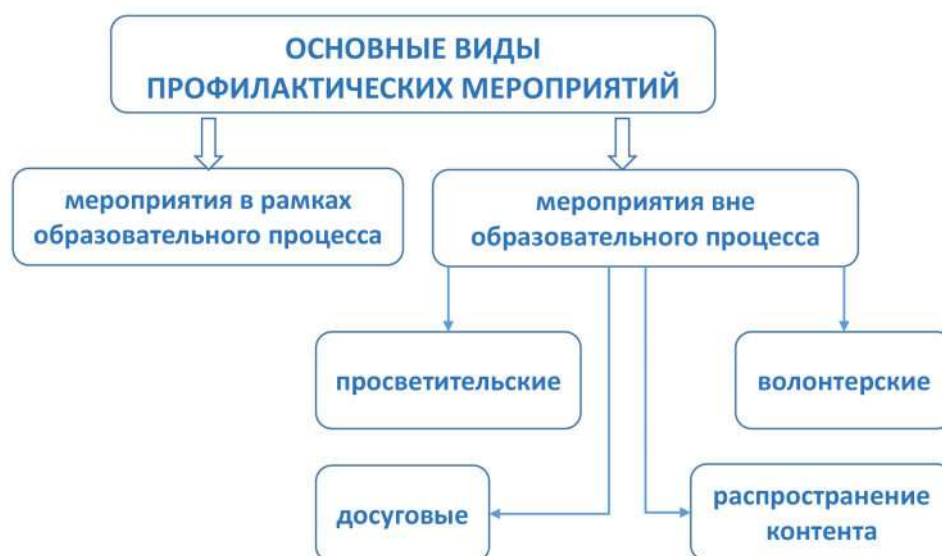 ОСНОВНЫЕ ВИДЫ
ПРОФИЛАКТИЧЕСКИХ МЕРОПРИЯТИЙ
мероприятия в рамках
образовательного процесса
мероприятия вне
образовательного процесса
просветительские
волонтерские
досуговые
распространение
контента